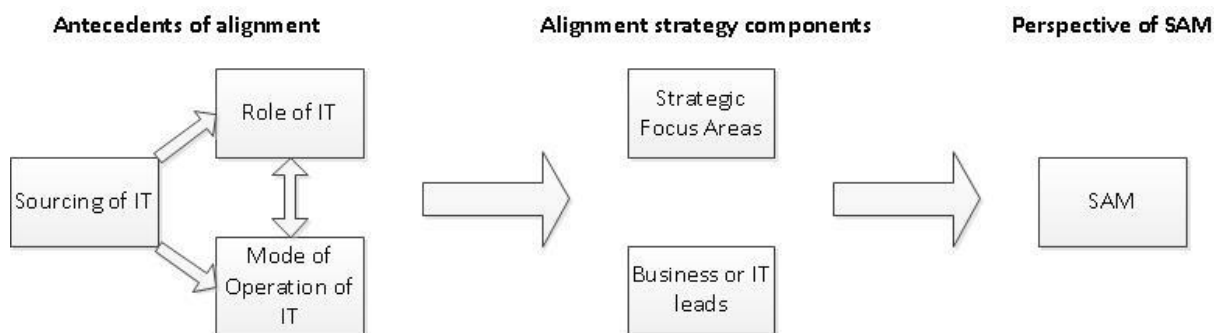 Antecedents of alignment
Alignment strategy components
Perspective of SAM
Role of IT
Sourcing of IT
Mode of
Operation of
IT
Strategic
Focus Areas
Business or IT
leads
SAM